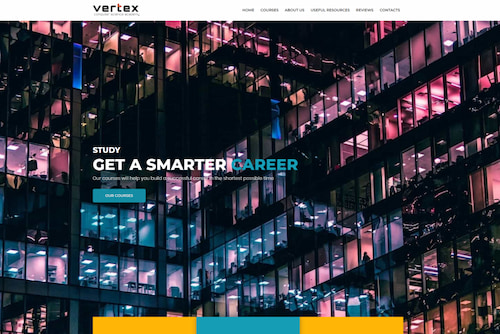 vertex
computer science academy
HOME COURSES ABOUT US USEFUL RESOURCES REVIEWS CONTACTS
STUDY
GET A SMARTER CAREER
Our courses will help you build a successful career in the shortest possible time
OUR COURSES